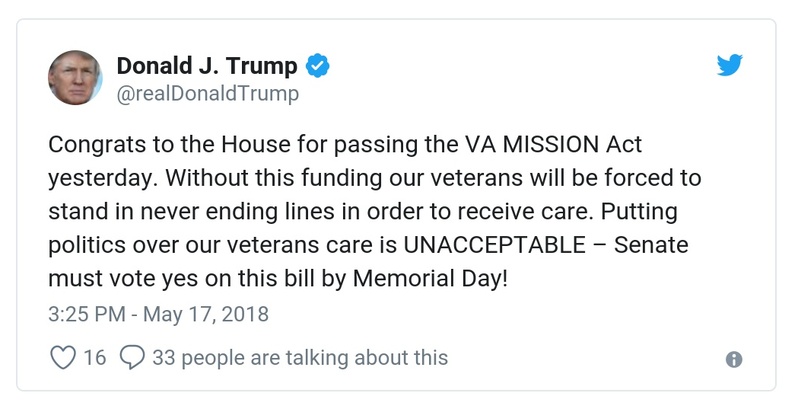 Donald J. Trump
@realDonaldTrump
Congrats to the House for passing the VA MISSION Act
yesterday. Without this funding our veterans will be forced to
stand in never ending lines in order to receive care. Putting
politics over our veterans care is UNACCEPTABLE – Senate
must vote yes on this bill by Memorial Day!
3:25 PM - May 17, 2018
16 33 people are talking about this